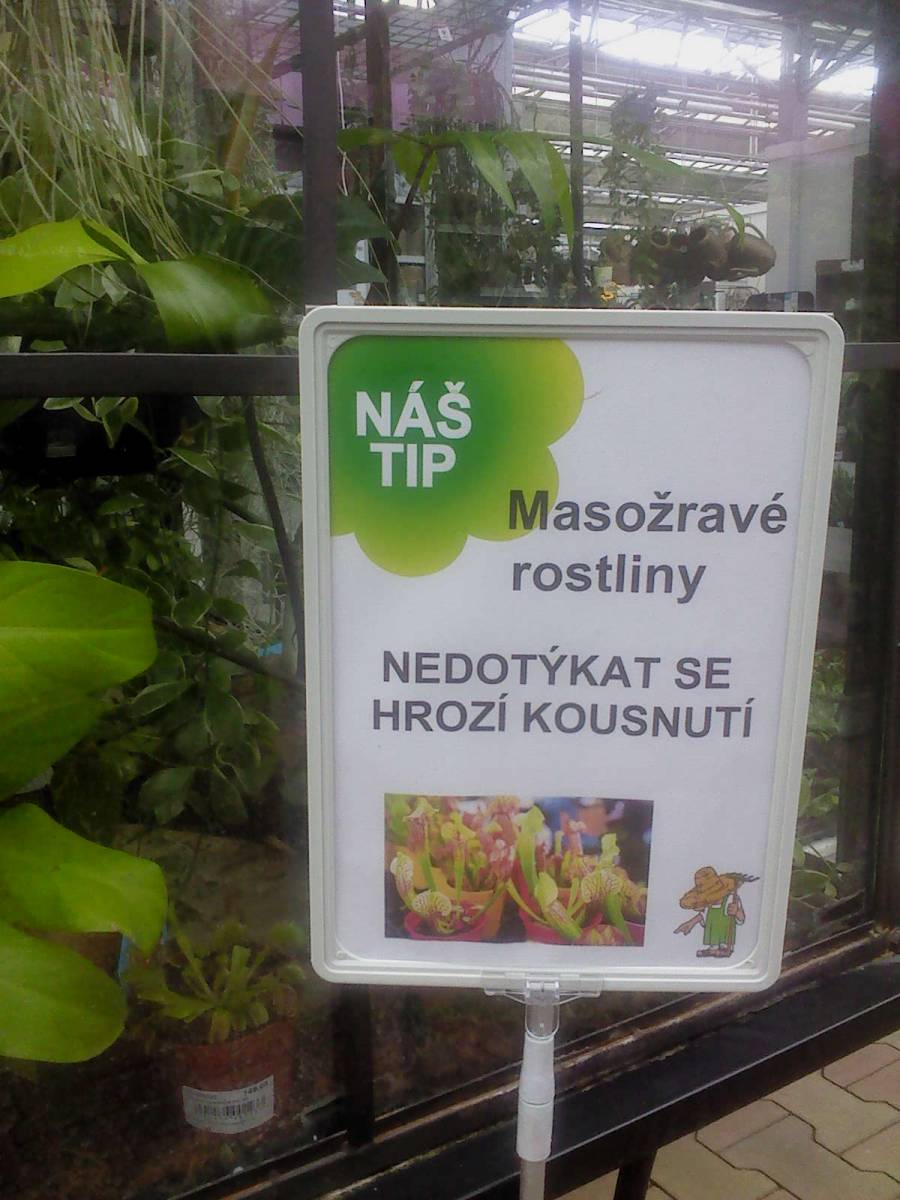 NÁŠ
TIP
Masožravé
rostliny
NEDOTÝKAT SE
HROZÍ KOUSNUTÍ